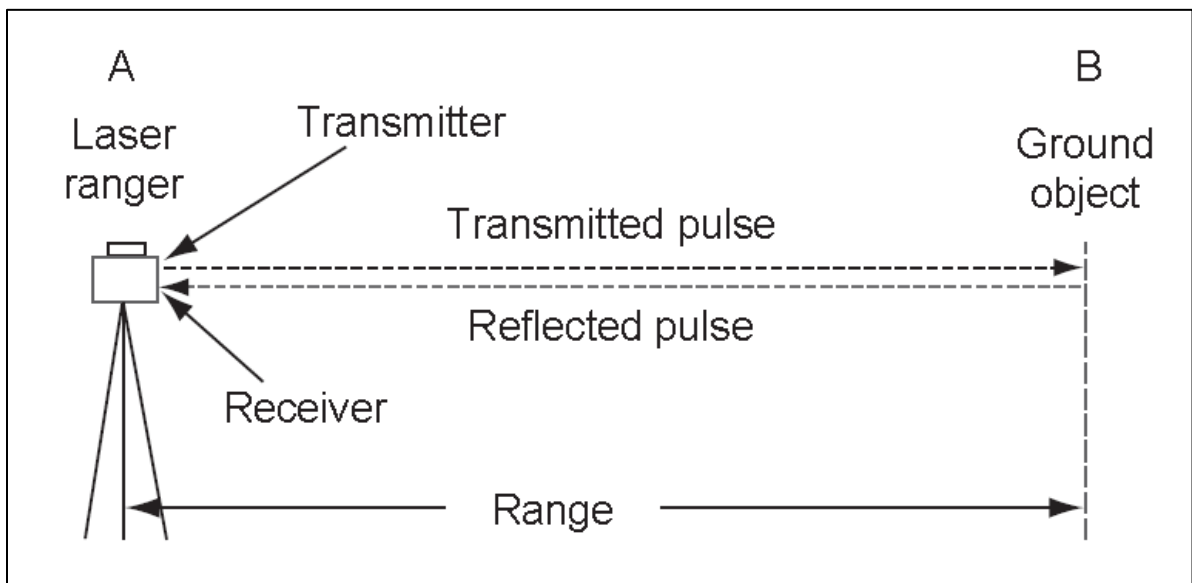 A
B
Laser
ranger
Transmitter
Ground
object
Transmitted pulse
Reflected pulse
Receiver
Range